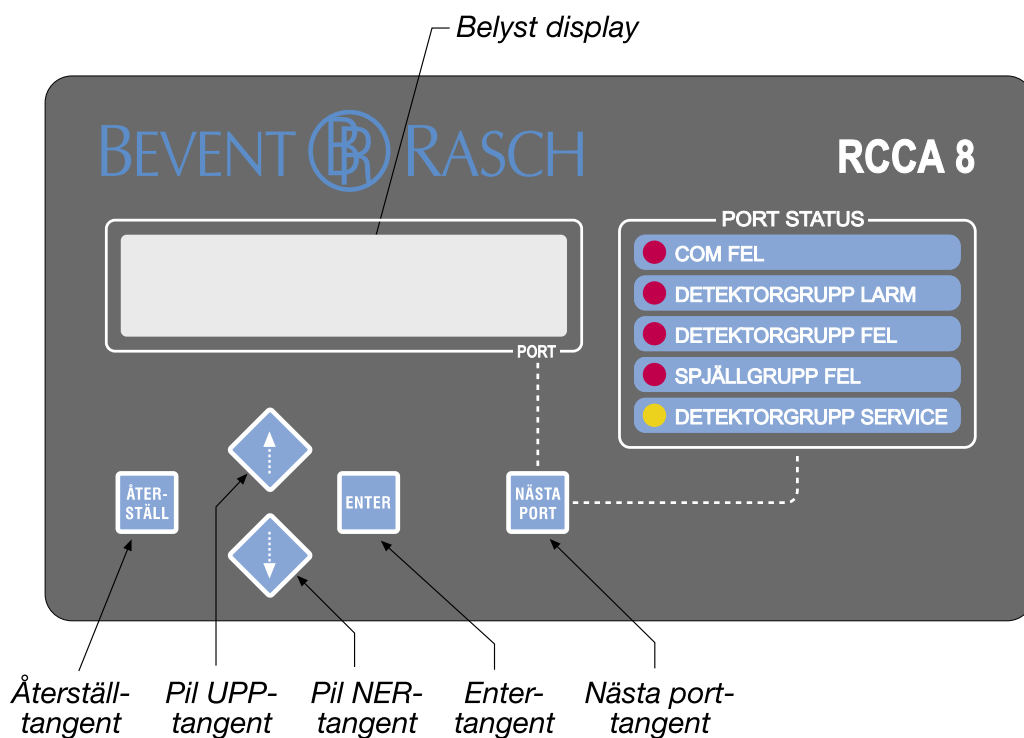 Belyst display
BEVENT BR RASCH
RCCA 8
PORT STATUS
COM FEL
DETEKTORGRUPP LARM
DETEKTORGRUPP FEL
SPJÄLLGRUPP FEL
DETEKTORGRUPP SERVICE
PORT
ÅTER-
STÄLL
ENTER
NÄSTA
PORT
Återställ-
tangent
Pil UPP-
tangent
Pil NER-
tangent
Enter-
tangent
Nästa port-
tangent